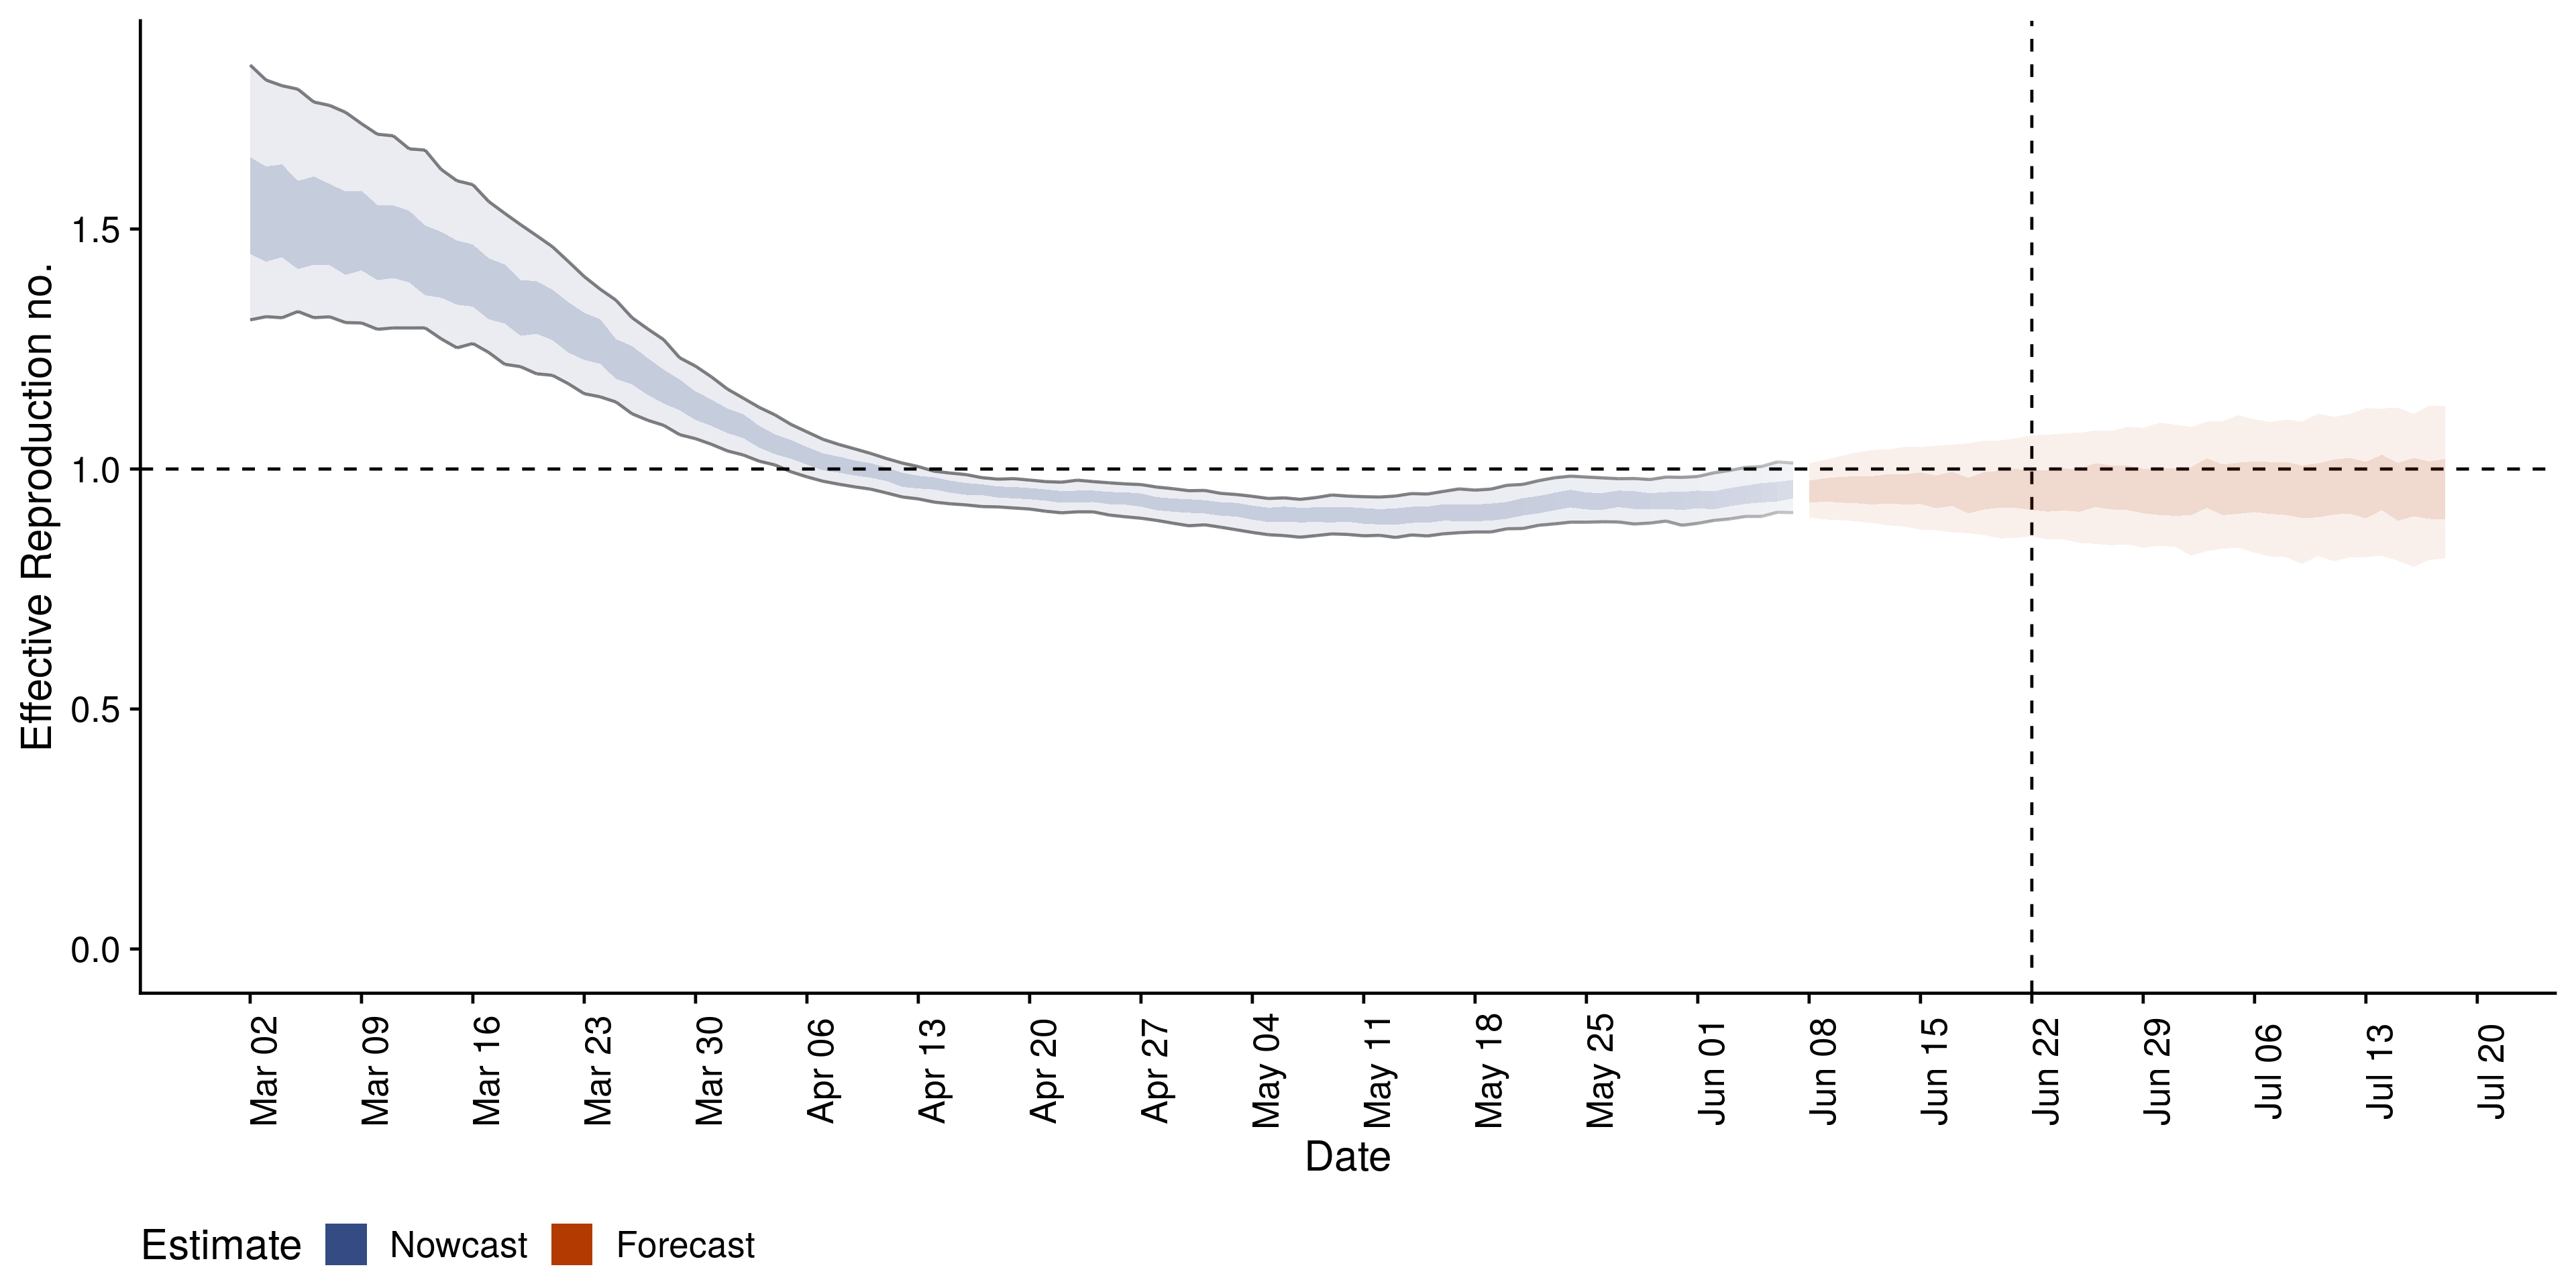 Effective Reproduction no.
1.5
1.0
0.5
0.0
Mar 02
Mar 09
Mar 16
Mar 23
Mar 30
Apr 06
Apr 13
Apr 20
Apr 27
May 04
May 11
May 18
May 25
Jun 01
Jun 08
Jun 15
Jun 22
Jun 29
Jul 06
Jul 13
Jul 20
Date
Estimate Nowcast Forecast